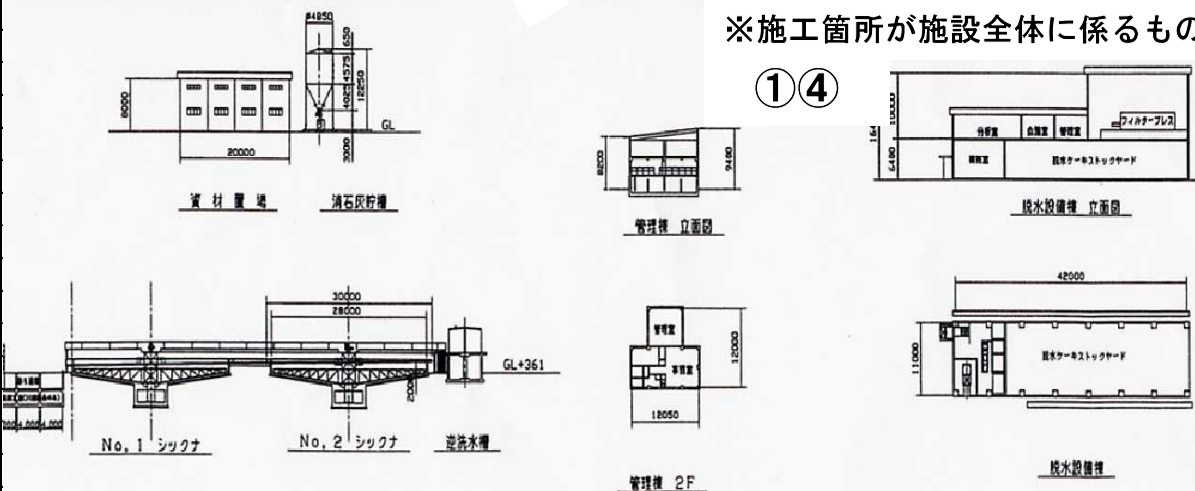 ※施工箇所が施設全体に係るもの
①④
φ4850
650
4575
4025
12250
3000
6000
20000
GL
資材置場
消石灰貯槽
8200
9400
管理棟 立面図
10000
6400
分析室
会議室
管理室
フィルタープレス
脱水ケーキストックヤード
脱水設備棟 立面図
30000
28000
GL+361
No,1 シックナ
No,2 シックナ
逆洗水槽
管理室
事務室
12000
12050
管理棟 2F
42000
11000
脱水ケーキストックヤード
脱水設備棟